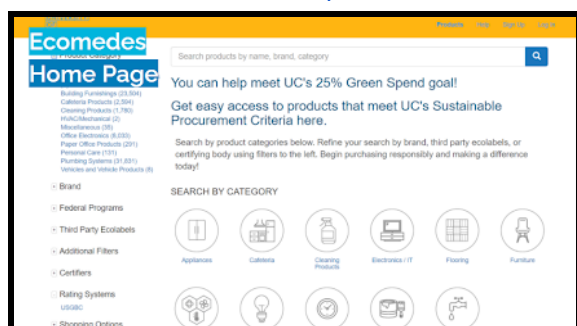 Products Help Sign Up Log In
Ecomedes
Home Page
Search products by name, brand, category
Product Category
Building Furnishings (23,504)
Cafeteria Products (2,594)
Cleaning Products (1,780)
HVAC/Mechanical (2)
Miscellaneous (35)
Office Electronics (6,030)
Paper Office Products (291)
Personal Care (131)
Plumbing Systems (31,631)
Vehicles and Vehicle Products (8)
Brand
Federal Programs
Third Party Ecolabels
Additional Filters
Certifiers
Rating Systems
USGBC
Shopping Options
You can help meet UC's 25% Green Spend goal!
Get easy access to products that meet UC's Sustainable
Procurement Criteria here.
Search by product categories below. Refine your search by brand, third party ecolabels, or
certifying body using filters to the left. Begin purchasing responsibly and making a difference
today!
SEARCH BY CATEGORY
Appliances
Cafeteria
Cleaning
Products
Electronics / IT
Flooring
Furniture